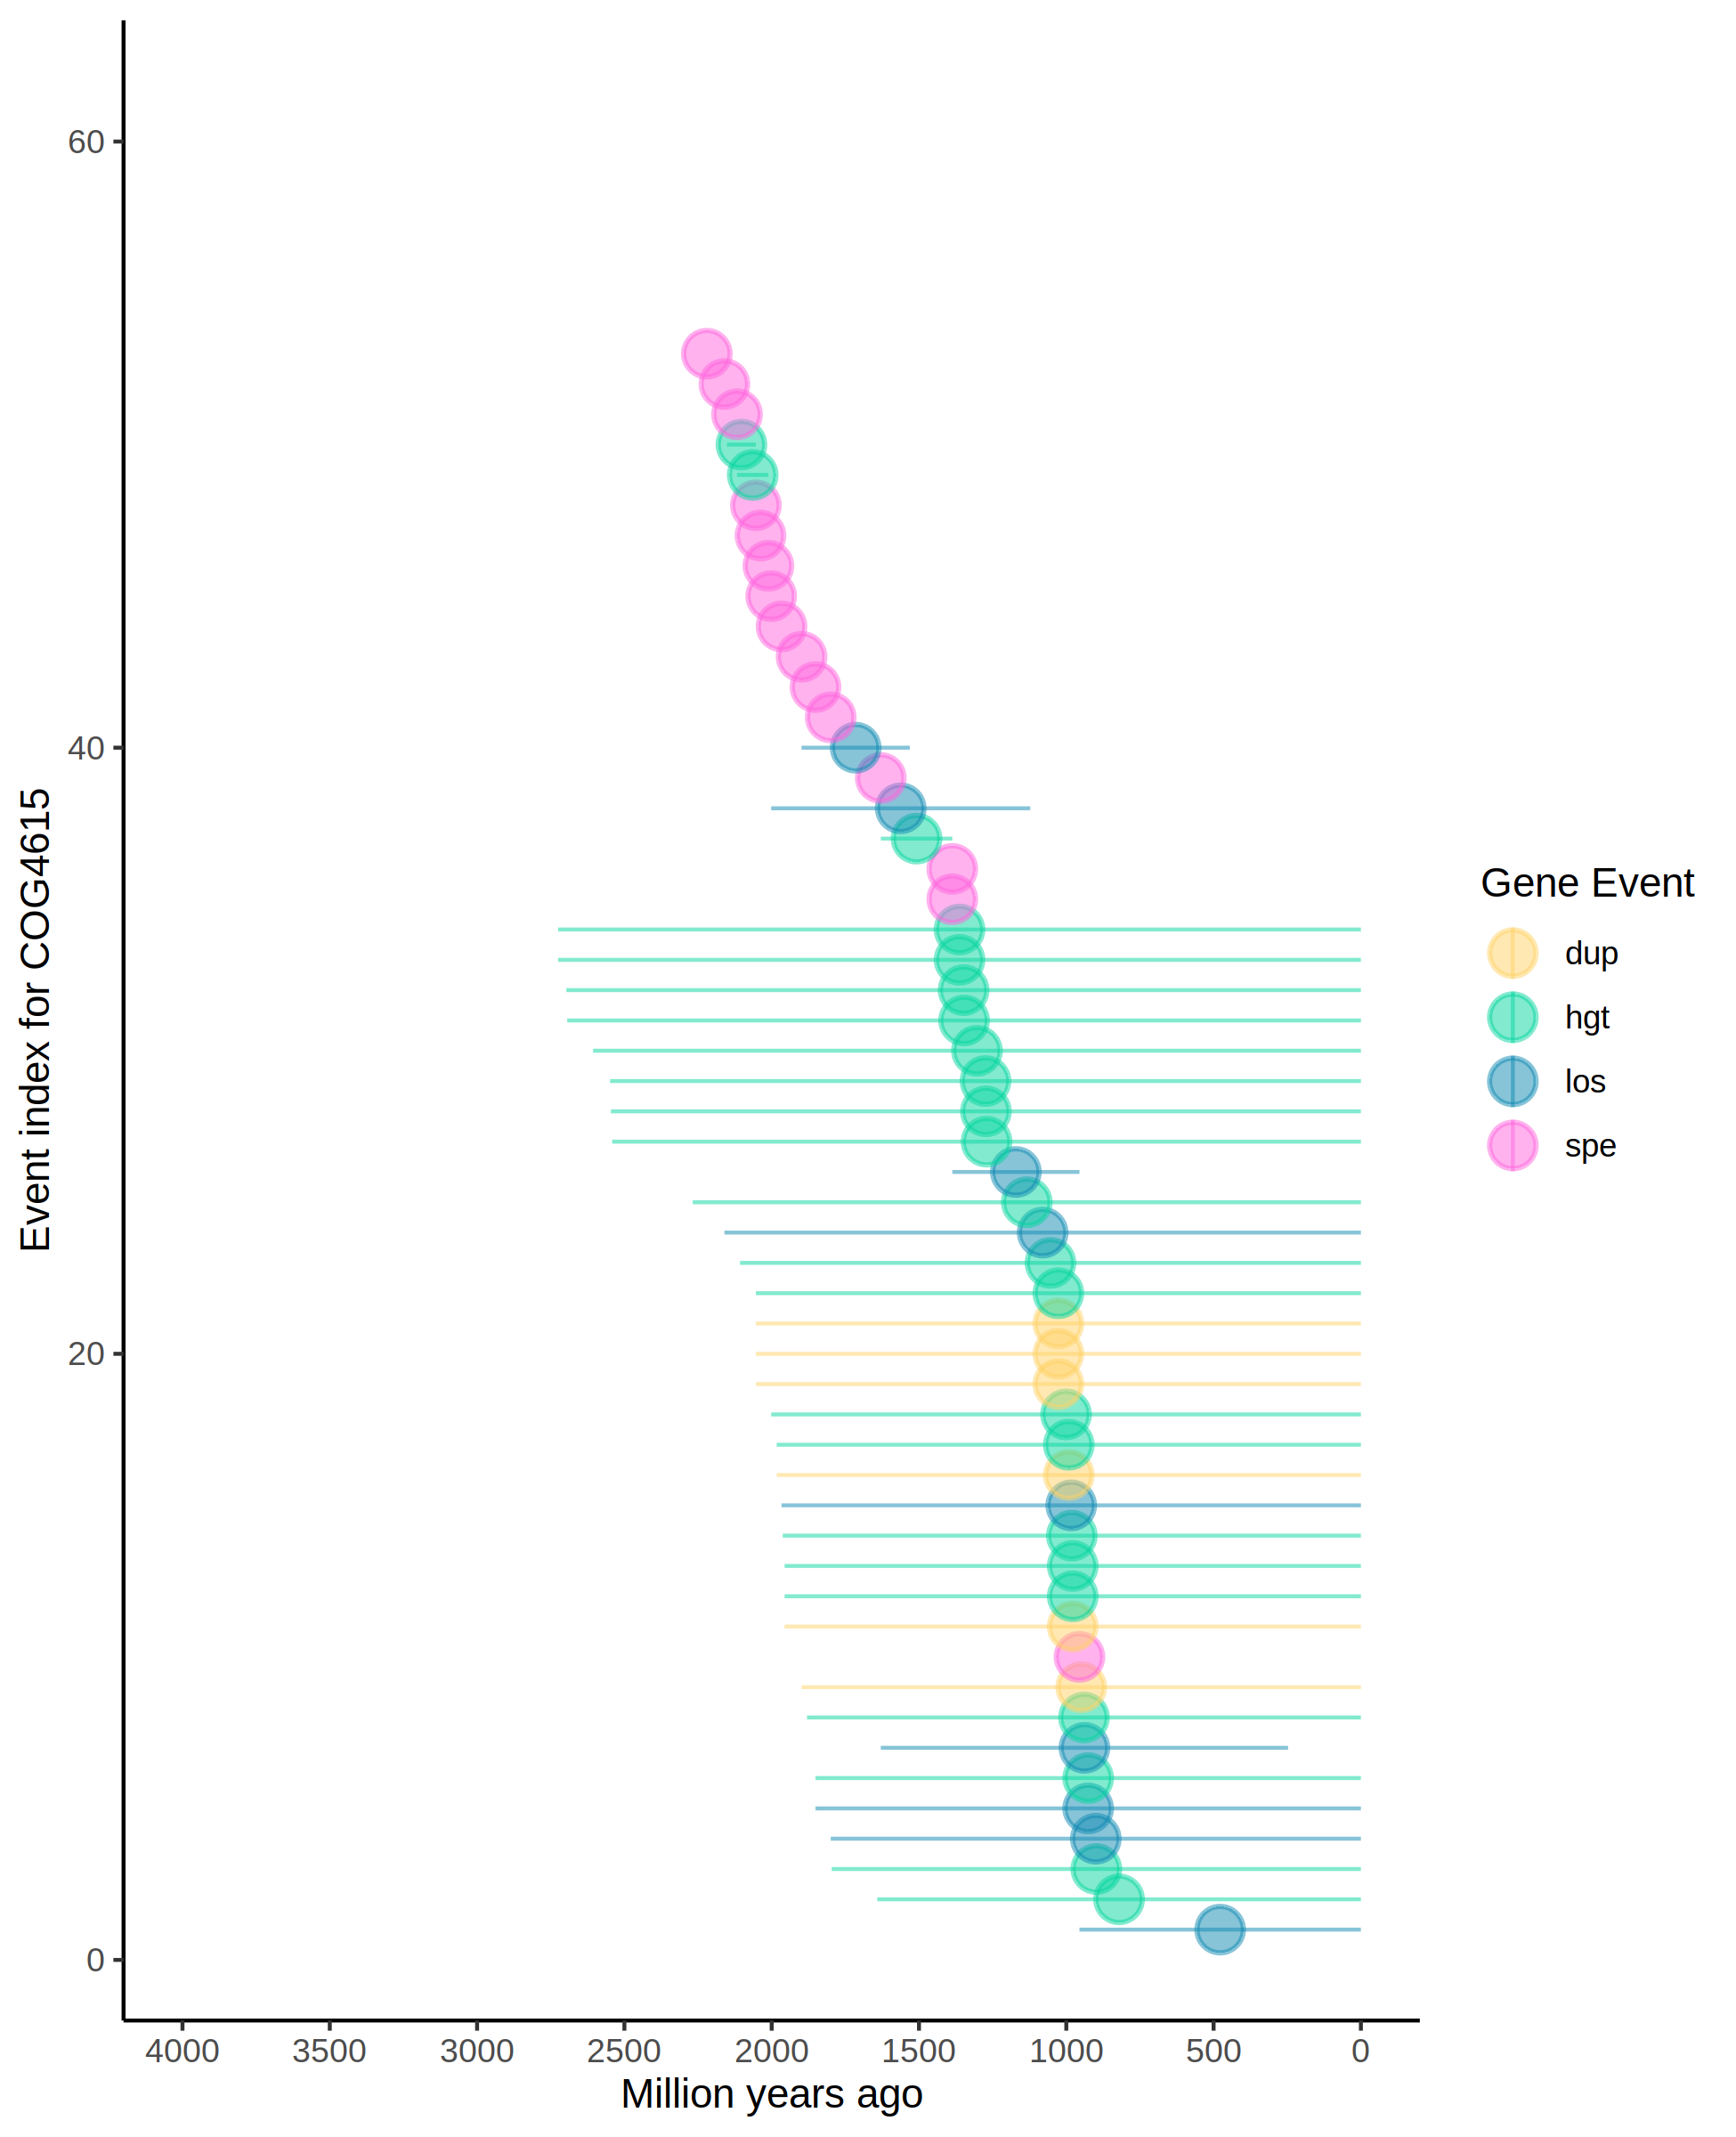 60
40
20
0
Event index for COG4615
4000 3500 3000 2500 2000 1500 1000 500 0
Million years ago
Gene Event
dup
hgt
los
spe